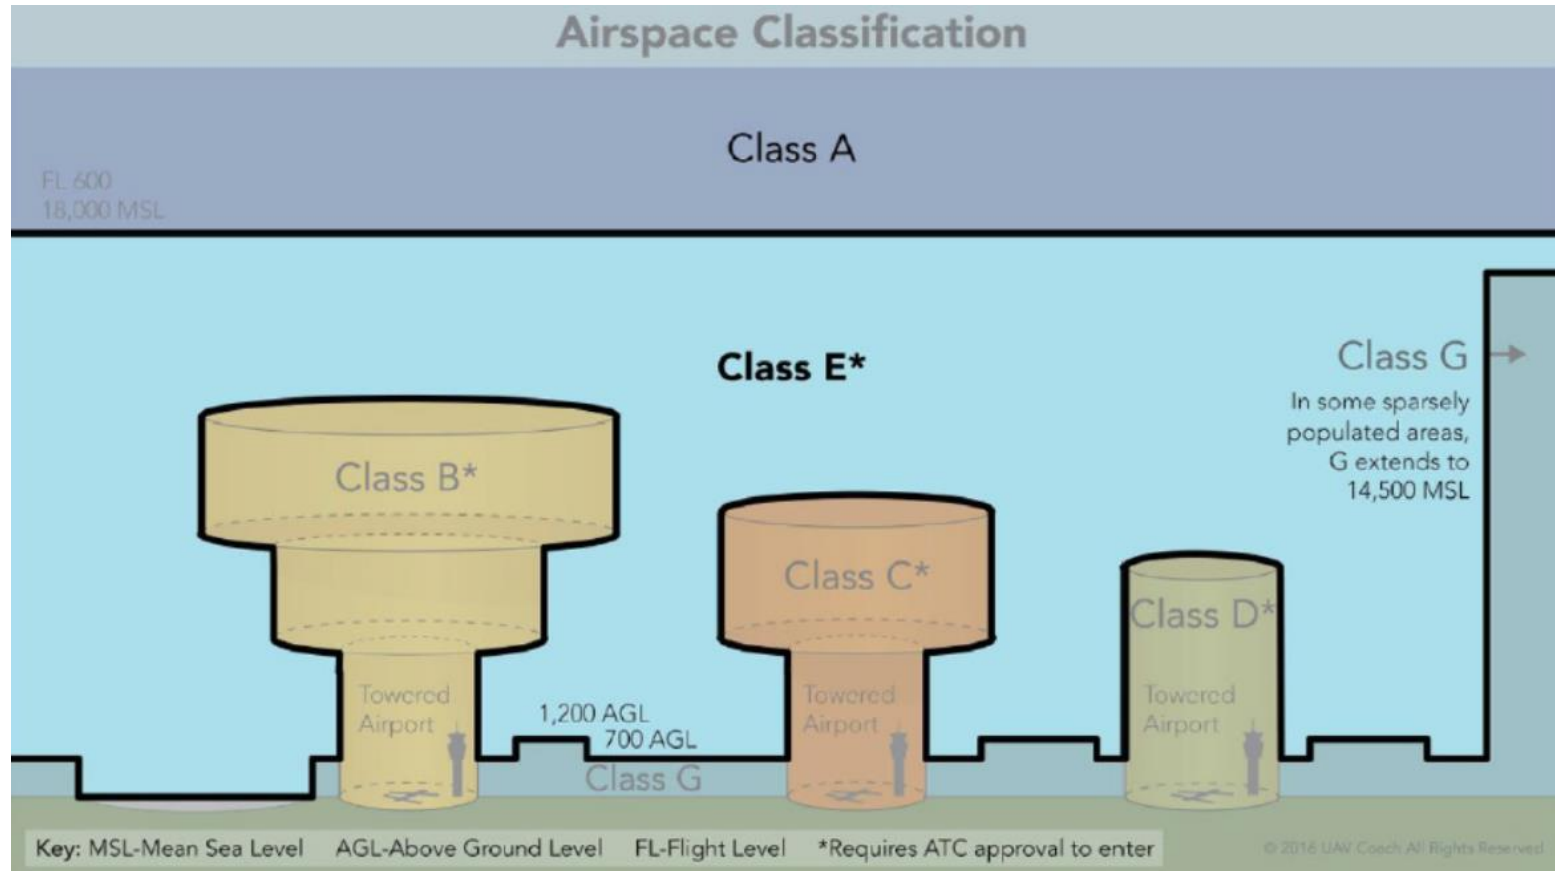 Airspace Classification
Class A
FL 600
18,000 MSL
Class E*
Class G
In some sparsely
populated areas,
G extends to
14,500 MSL
Class B*
Class C*
Class D*
Towered
Airport
1,200 AGL
700 AGL
Towered
Airport
Towered
Airport
Class G
Key: MSL-Mean Sea Level AGL-Above Ground Level FL-Flight Level *Requires ATC approval to enter
© 2016 UAV Coach All Rights Reserved